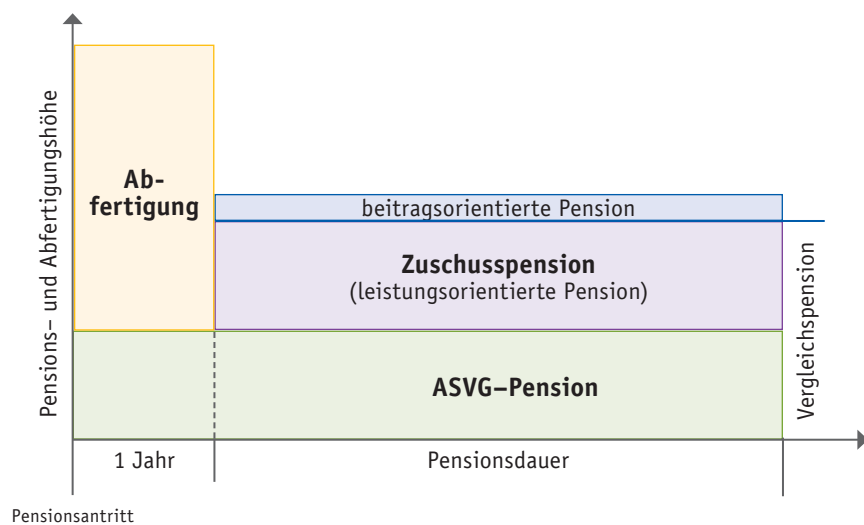 Pensions– und Abfertigungshöhe
Ab-
fertigung
beitragsorientierte Pension
Zuschusspension
(leistungsorientierte Pension)
ASVG–Pension
Vergleichspension
1 Jahr
Pensionsdauer
Pensionsantritt